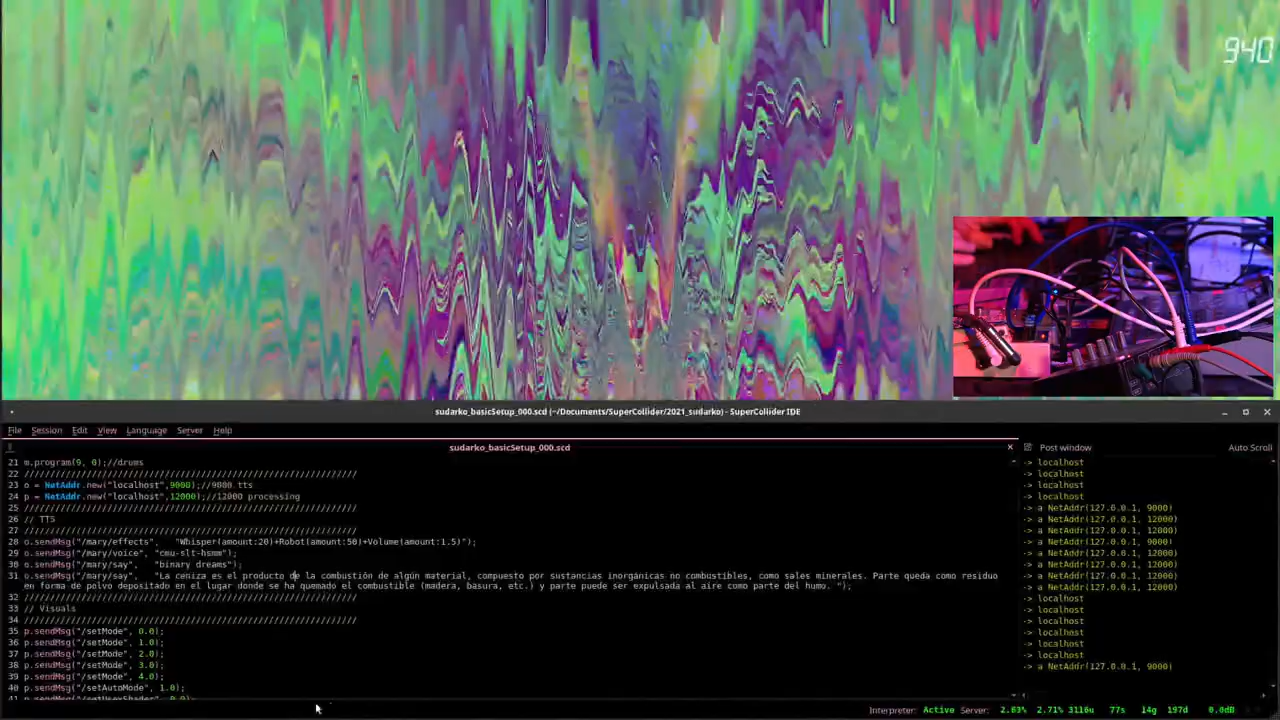 940
sudarko_basicSetup_000.scd (~/Documents/SuperCollider/2021_sudarko) - SuperCollider IDE
File Session Edit View Language Server Help
sudarko_basicSetup_000.scd
Post window Auto Scroll
21 m.program(9, 0);//drums
22 ////////////////////////////////////////////////////////////////////////
23 o = NetAddr.new("localhost",9000);//9000 tts
24 p = NetAddr.new("localhost",12000);//12000 processing
25 ////////////////////////////////////////////////////////////////////////
26 // TTS
27 ////////////////////////////////////////////////////////////////////////
28 o.sendMsg("/mary/effects", "Whisper(amount:20)+Robot(amount:50)+Volume(amount:1.5)");
29 o.sendMsg("/mary/voice", "cmu-slt-hsmm");
30 o.sendMsg("/mary/say", "binary dreams");
31 o.sendMsg("/mary/say", "La ceniza es el producto de la combustión de algún material, compuesto por sustancias inorgánicas no combustibles, como sales minerales. Parte queda como residuo
en forma de polvo depositado en el lugar donde se ha quemado el combustible (madera, basura, etc.) y parte puede ser expulsada al aire como parte del humo. ");
32 ////////////////////////////////////////////////////////////////////////
33 // Visuals
34 ////////////////////////////////////////////////////////////////////////
35 p.sendMsg("/setMode", 0.0);
36 p.sendMsg("/setMode", 1.0);
37 p.sendMsg("/setMode", 2.0);
38 p.sendMsg("/setMode", 3.0);
39 p.sendMsg("/setMode", 4.0);
40 p.sendMsg("/setAutoMode", 1.0);
-> localhost
-> localhost
-> localhost
-> localhost
-> a NetAddr(127.0.0.1, 9000)
-> a NetAddr(127.0.0.1, 12000)
-> a NetAddr(127.0.0.1, 12000)
-> a NetAddr(127.0.0.1, 9000)
-> a NetAddr(127.0.0.1, 12000)
-> a NetAddr(127.0.0.1, 12000)
-> a NetAddr(127.0.0.1, 12000)
-> a NetAddr(127.0.0.1, 12000)
-> localhost
-> localhost
-> localhost
-> localhost
-> localhost
-> localhost
-> a NetAddr(127.0.0.1, 9000)
Interpreter: Active Server: 2.63% 2.71% 3116u 77s 14g 197d 0.0dB